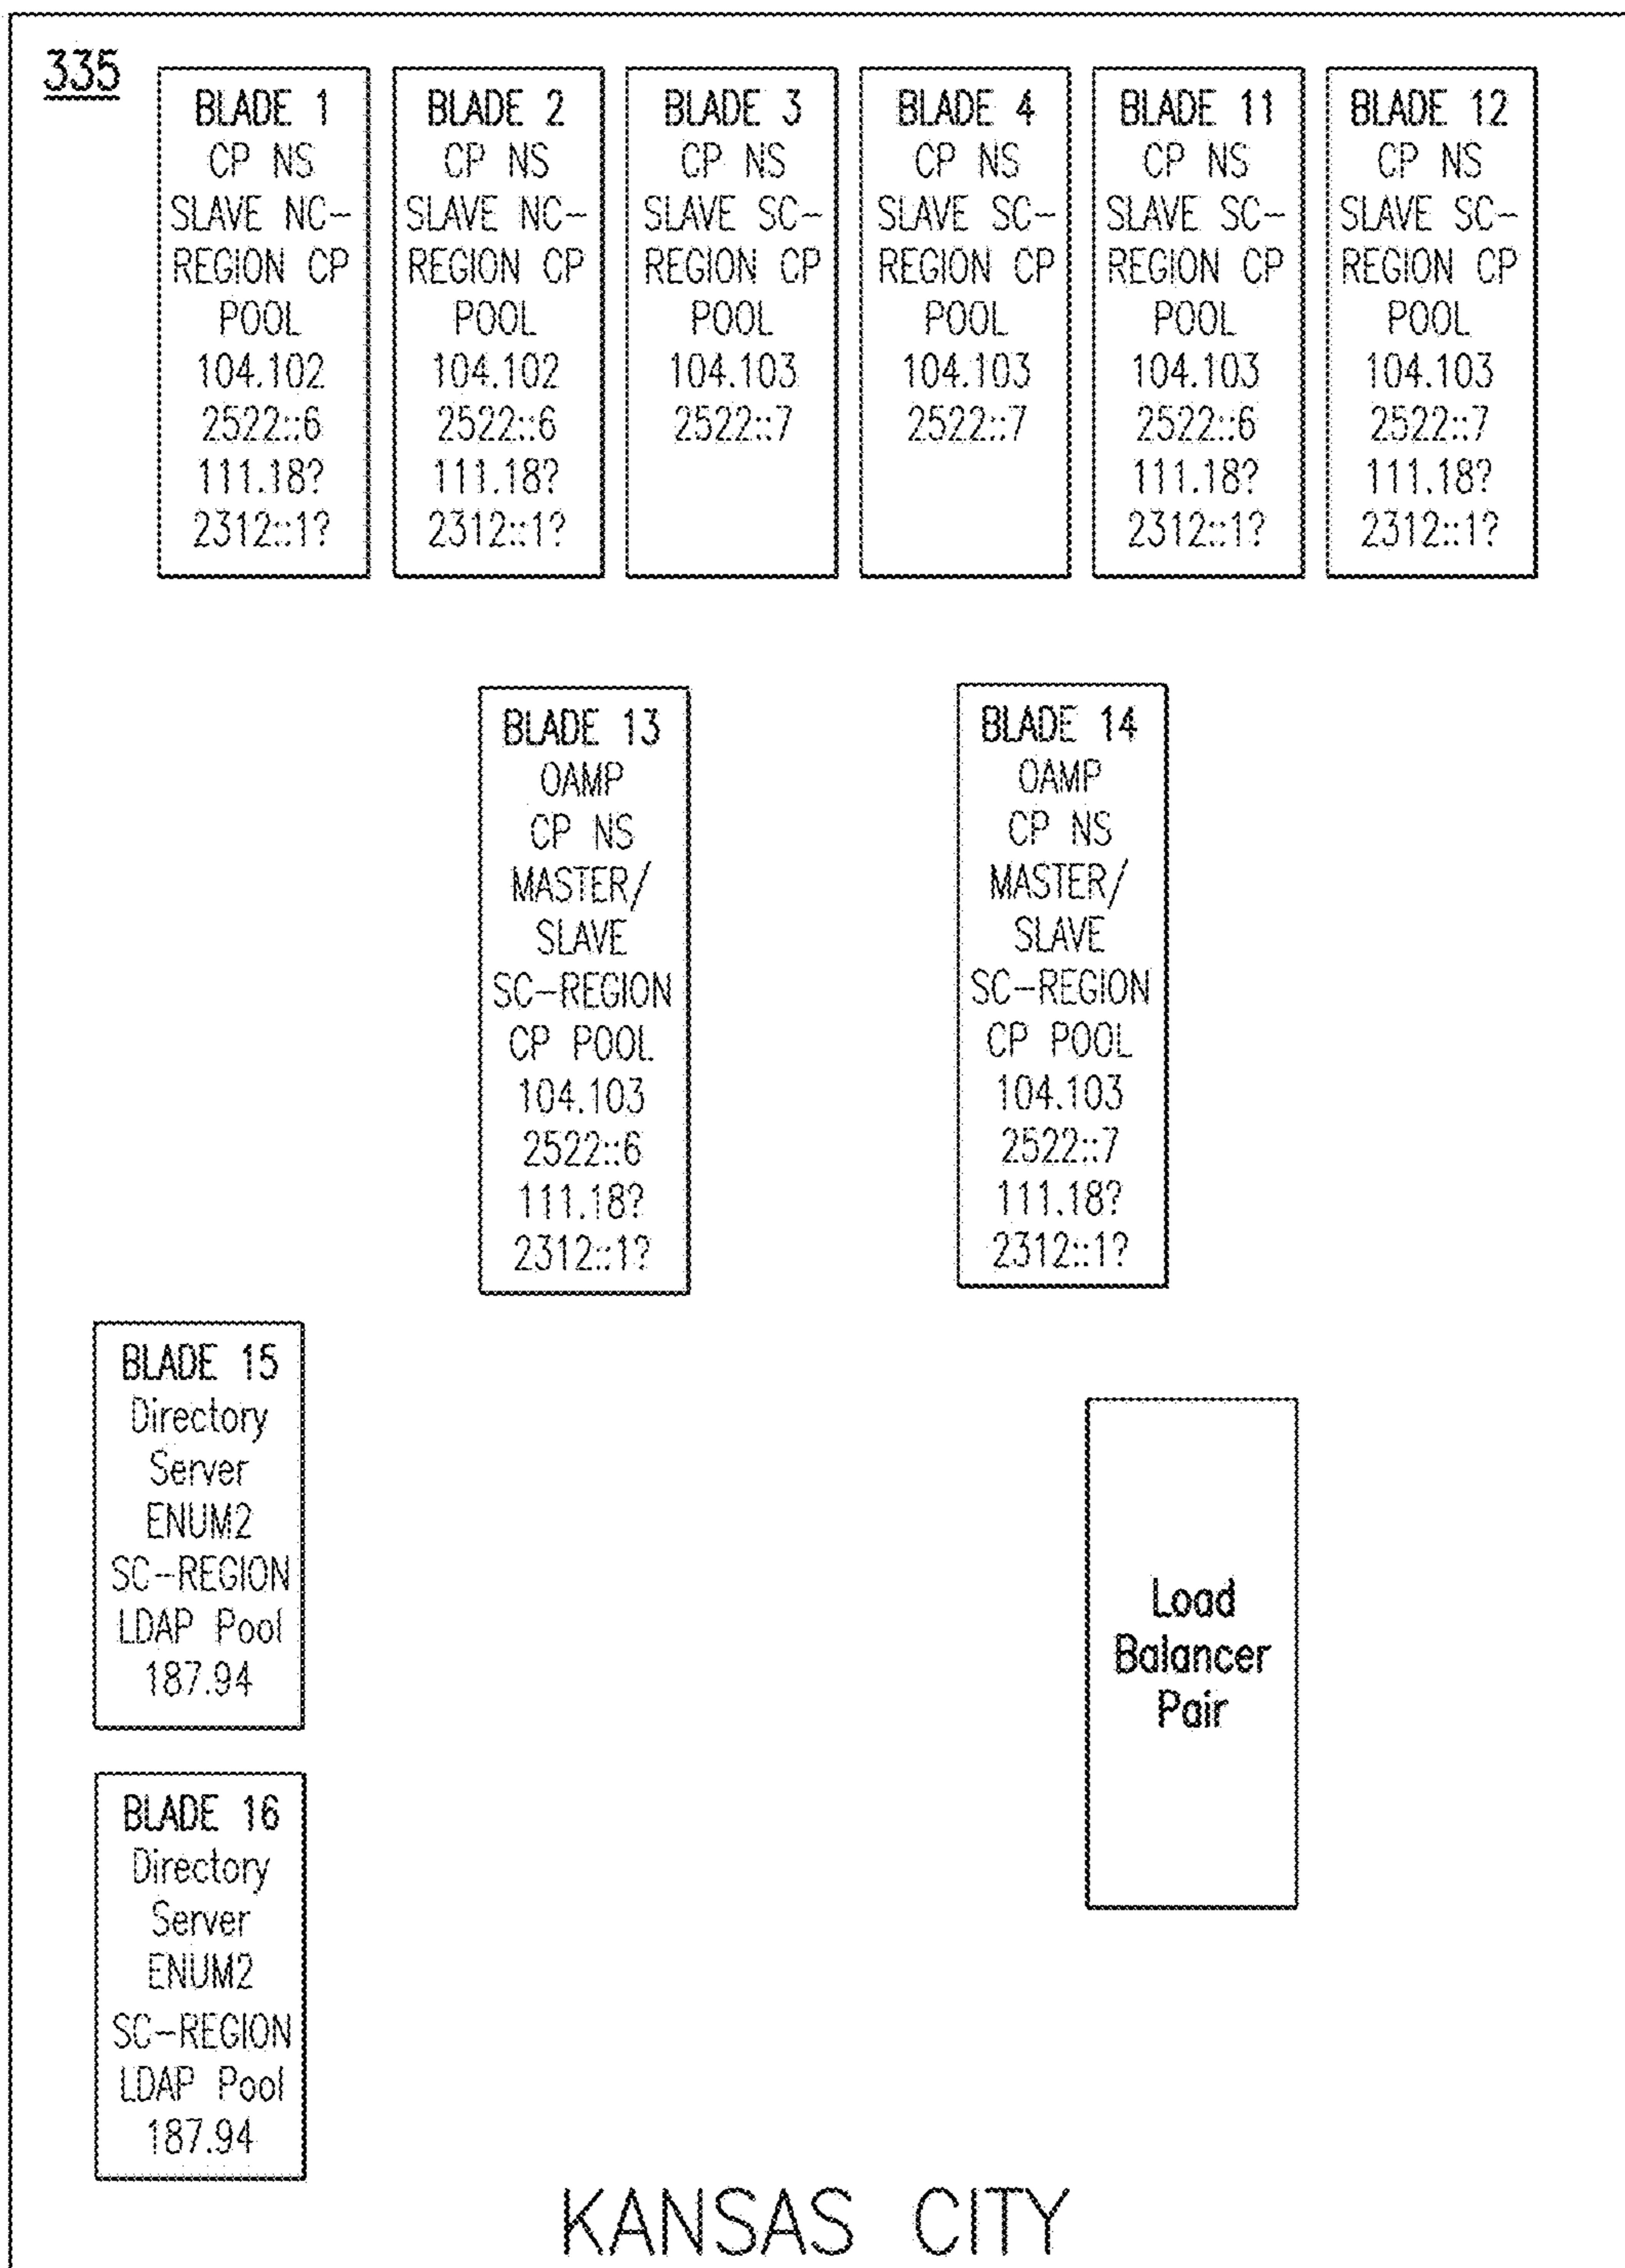 335
BLADE 1
CP NS
SLAVE NC-
REGION CP
POOL
104.102
2522::6
111.18?
2312::1?
BLADE 2
CP NS
SLAVE NC-
REGION CP
POOL
104.102
2522::6
111.18?
2312::1?
BLADE 3
CP NS
SLAVE SC-
REGION CP
POOL
104.103
2522::7
BLADE 4
CP NS
SLAVE SC-
REGION CP
POOL
104.103
2522::7
BLADE 11
CP NS
SLAVE SC-
REGION CP
POOL
104.103
2522::6
111.18?
2312::1?
BLADE 12
CP NS
SLAVE SC-
REGION CP
POOL
104.103
2522::7
111.18?
2312::1?
BLADE 13
OAMP
CP NS
MASTER/
SLAVE
SC-REGION
CP POOL
104.103
2522::6
111.18?
2312::1?
BLADE 14
OAMP
CP NS
MASTER/
SLAVE
SC-REGION
CP POOL
104.103
2522::7
111.18?
2312::1?
BLADE 15
Directory
Server
ENUM2
SC-REGION
LDAP Pool
187.94
Load
Balancer
Pair
BLADE 16
Directory
Server
ENUM2
SC-REGION
LDAP Pool
187.94
KANSAS CITY